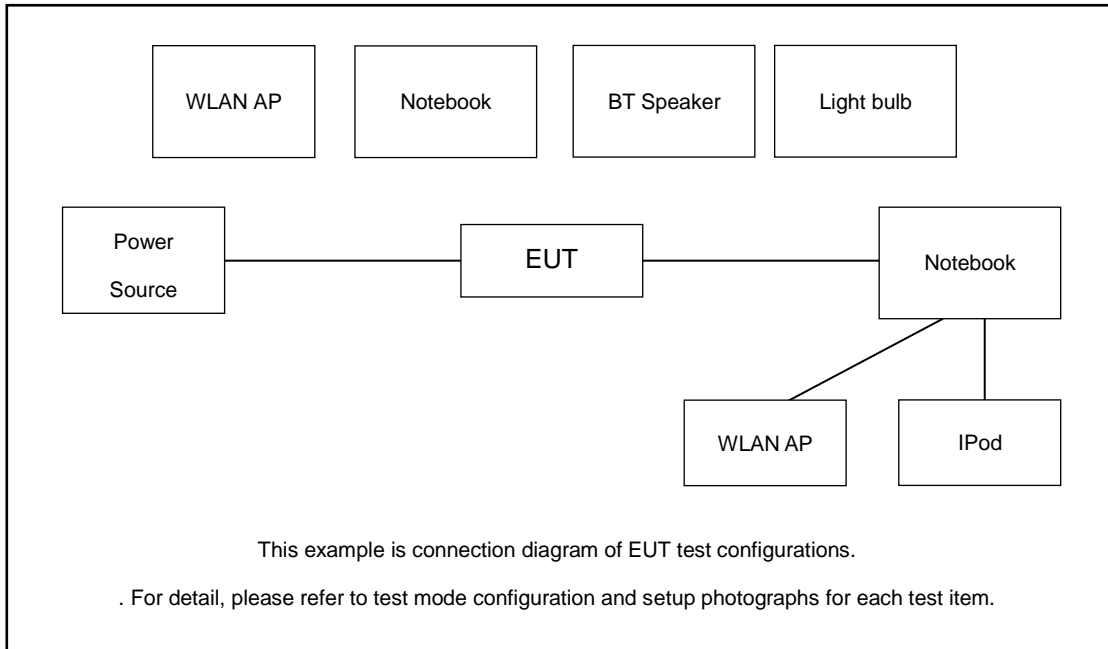 WLAN AP
Notebook
BT Speaker
Light bulb
Power
Source
EUT
Notebook
WLAN AP
IPod
This example is connection diagram of EUT test configurations.
. For detail, please refer to test mode configuration and setup photographs for each test item.